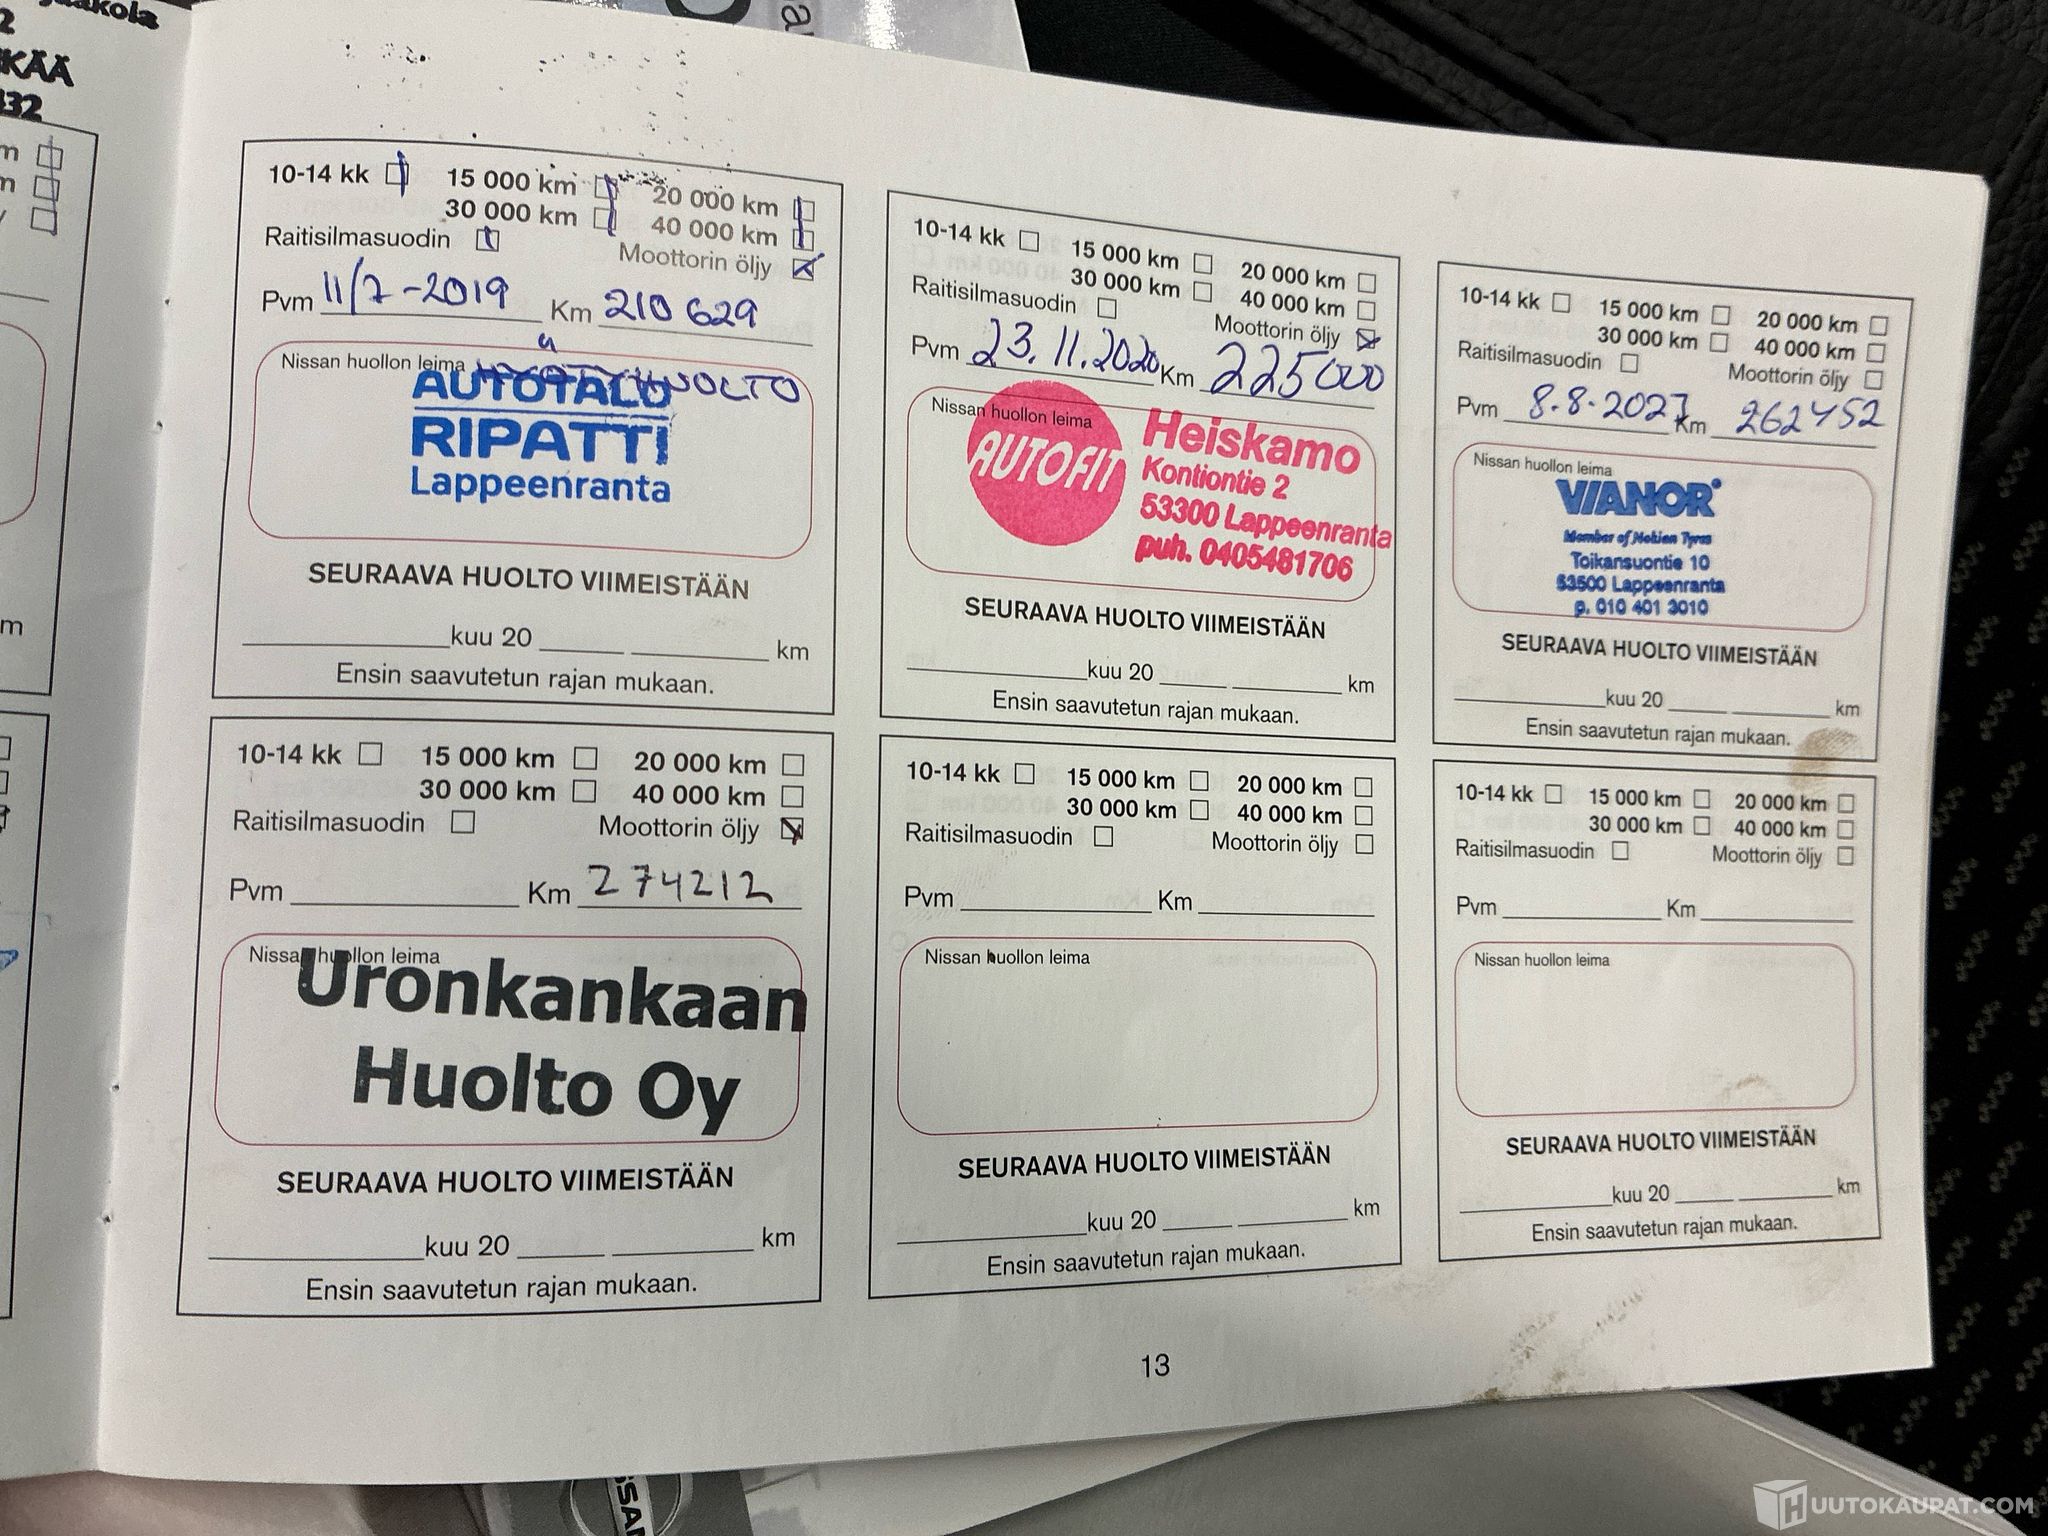 KÄÄ
10-14 kk 15 000 km 20 000 km
30 000 km 40 000 km
Raitisilmasuodin Moottorin öljy
Pvm 11/7-2019 Km 210 629
Nissan huollon leima
AUTOTALO
RIPATTI
Lappeenranta
SEURAAVA HUOLTO VIIMEISTÄÄN
kuu 20 km
Ensin saavutetun rajan mukaan.
10-14 kk 15 000 km 20 000 km
30 000 km 40 000 km
Raitisilmasuodin Moottorin öljy
Pvm 23.11.2020 Km 225000
Nissan huollon leima
AUTOFIT
Heiskamo
Kontiontie 2
53300 Lappeenranta
puh. 0405481706
SEURAAVA HUOLTO VIIMEISTÄÄN
kuu 20 km
Ensin saavutetun rajan mukaan.
10-14 kk 15 000 km 20 000 km
30 000 km 40 000 km
Raitisilmasuodin Moottorin öljy
Pvm Km 262452
Nissan huollon leima
VIANOR
Member of Nokian Tyres
Toikansuontie 10
53500 Lappeenranta
p. 010 401 3010
SEURAAVA HUOLTO VIIMEISTÄÄN
kuu 20 km
Ensin saavutetun rajan mukaan.
10-14 kk 15 000 km 20 000 km
30 000 km 40 000 km
Raitisilmasuodin Moottorin öljy
Pvm Km 274212
Nissan huollon leima
Uronkankaan
Huolto Oy
SEURAAVA HUOLTO VIIMEISTÄÄN
kuu 20 km
Ensin saavutetun rajan mukaan.
10-14 kk 15 000 km 20 000 km
30 000 km 40 000 km
Raitisilmasuodin Moottorin öljy
Pvm Km
Nissan huollon leima
SEURAAVA HUOLTO VIIMEISTÄÄN
kuu 20 km
Ensin saavutetun rajan mukaan.
10-14 kk 15 000 km 20 000 km
30 000 km 40 000 km
Raitisilmasuodin Moottorin öljy
Pvm Km
Nissan huollon leima
SEURAAVA HUOLTO VIIMEISTÄÄN
kuu 20 km
Ensin saavutetun rajan mukaan.
13
HUUTOKAUPAT.COM